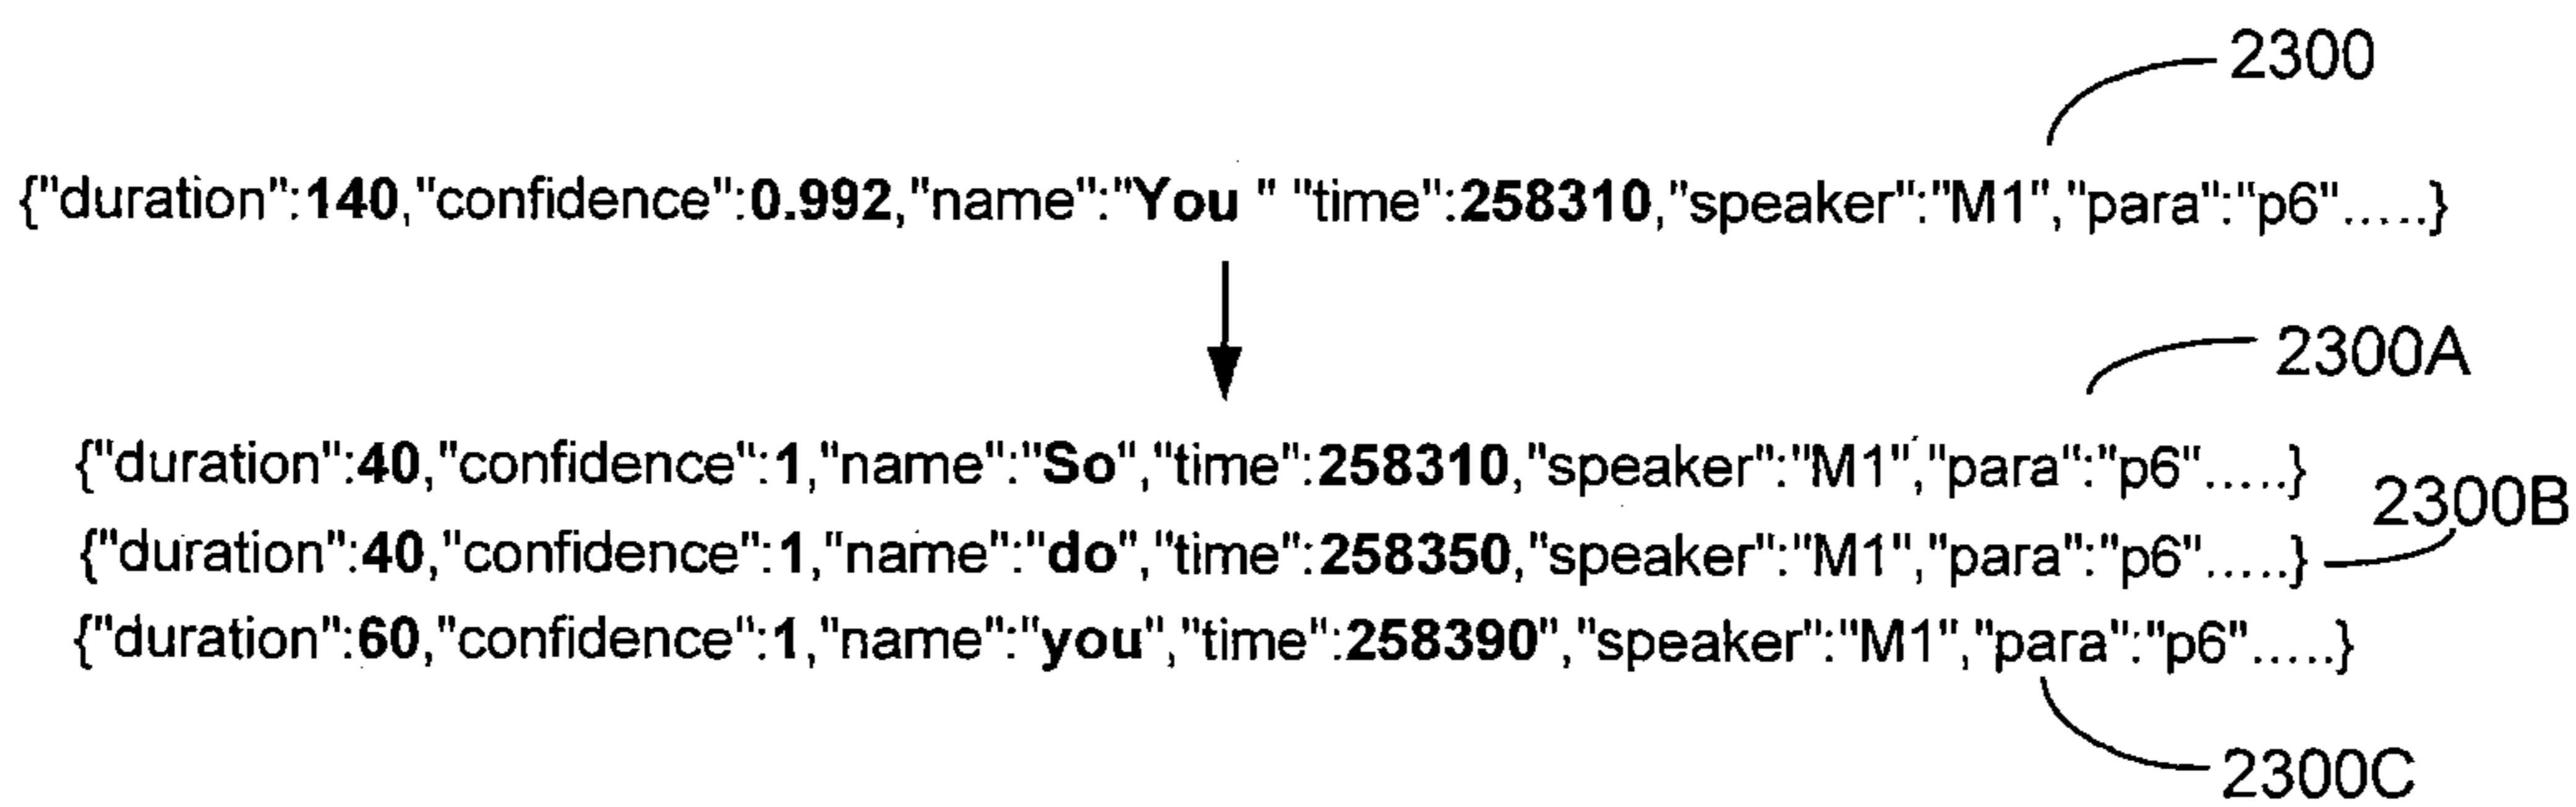 2300
{"duration":140,"confidence":0.992,"name":"You " "time":258310,"speaker":"M1","para":"p6".....}
2300A
{"duration":40,"confidence":1,"name":"So","time":258310,"speaker":"M1","para":"p6".....}
2300B
{"duration":40,"confidence":1,"name":"do","time":258350,"speaker":"M1","para":"p6".....}
{"duration":60,"confidence":1,"name":"you","time":258390","speaker":"M1","para":"p6".....}
2300C